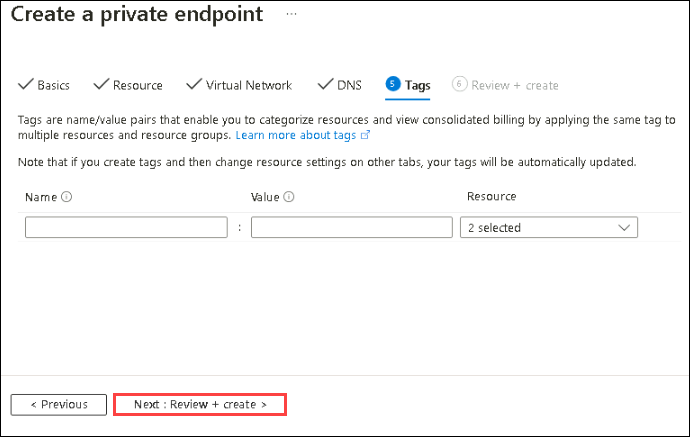 Create a private endpoint ...
Basics Resource Virtual Network DNS 5 Tags 6 Review + create
Tags are name/value pairs that enable you to categorize resources and view consolidated billing by applying the same tag to
multiple resources and resource groups. Learn more about tags
Note that if you create tags and then change resource settings on other tabs, your tags will be automatically updated.
Name Value Resource
: 2 selected
< Previous Next : Review + create >